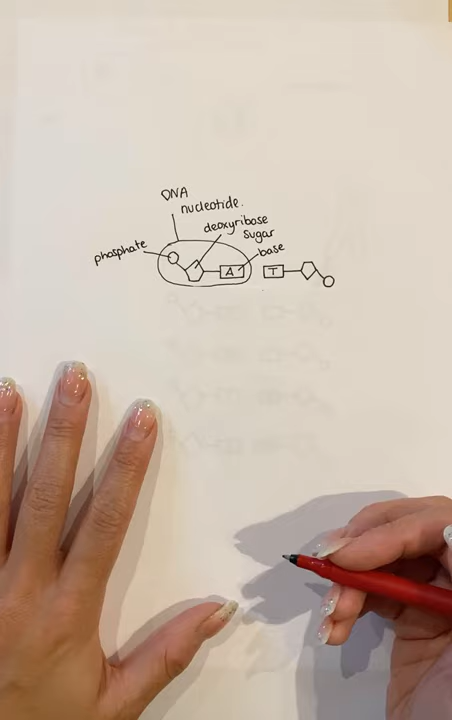 DNA
nucleotide.
deoxyribose
sugar
phosphate
base
A
T